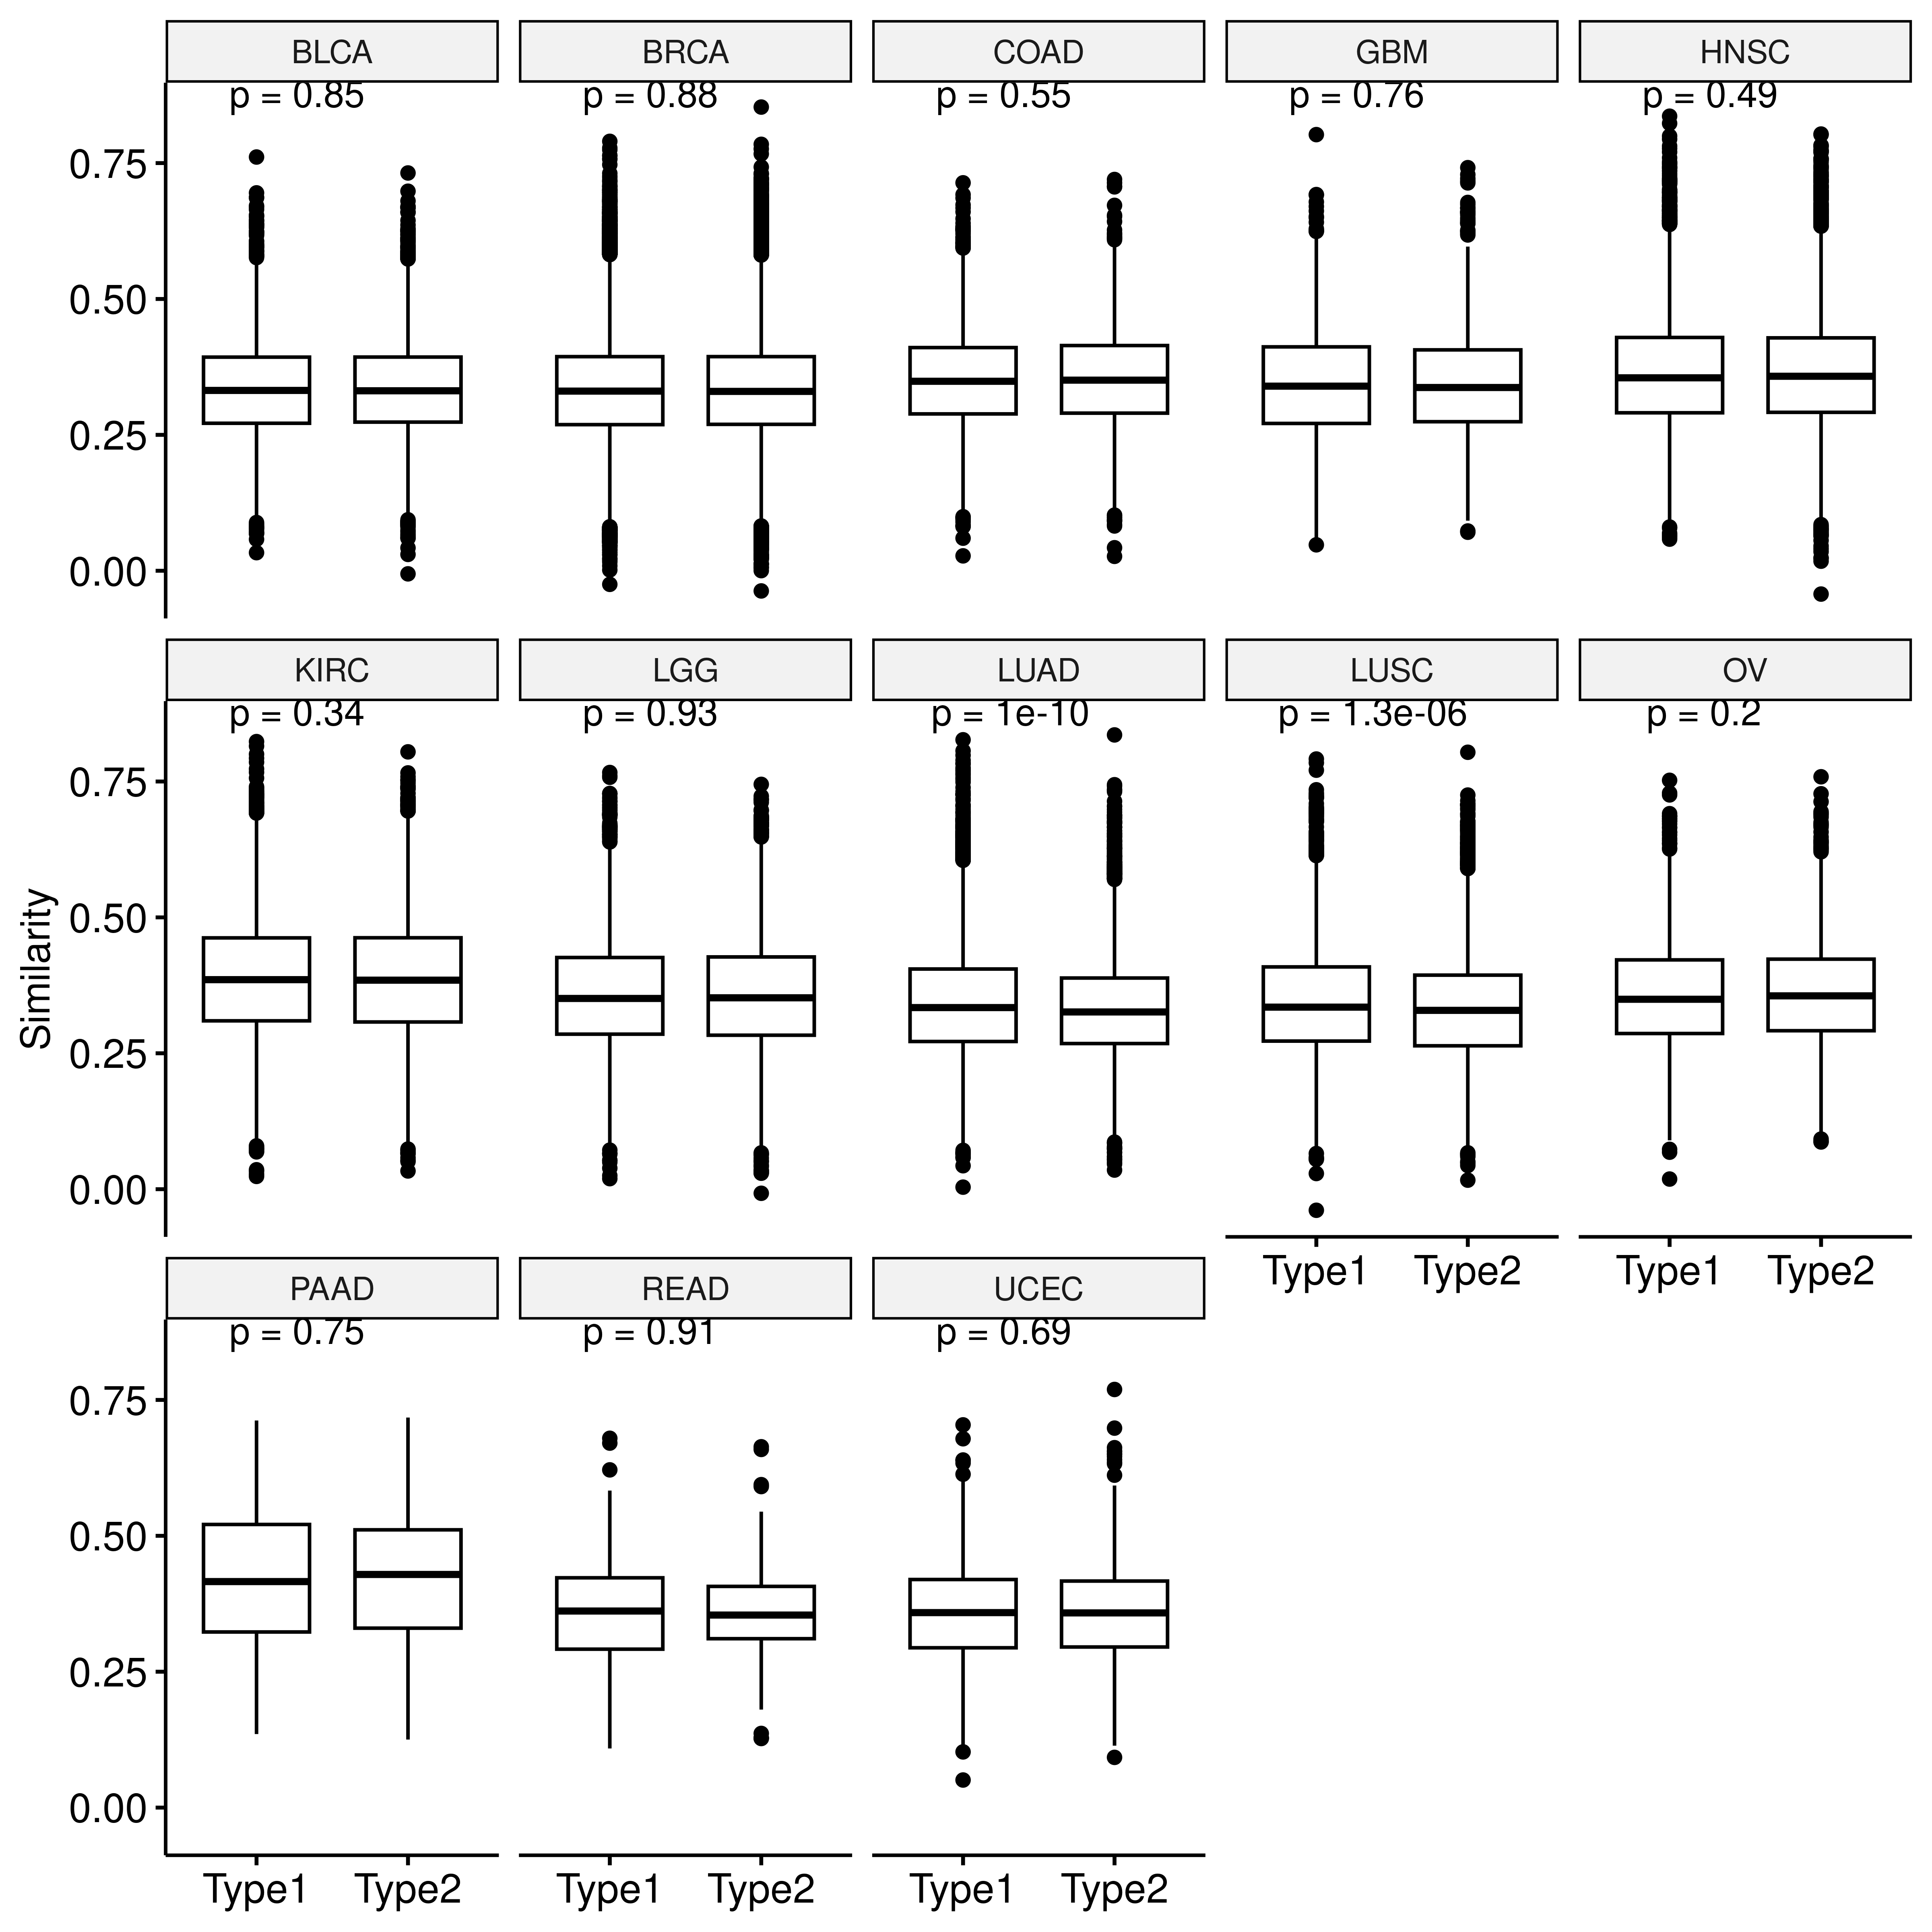 BLCA BRCA COAD GBM HNSC
p = 0.85 p = 0.88 p = 0.55 p = 0.76 p = 0.49
0.75
0.50
0.25
0.00
KIRC LGG LUAD LUSC OV
p = 0.34 p = 0.93 p = 1e-10 p = 1.3e-06 p = 0.2
0.75
0.50
0.25
0.00
Similarity
Type1 Type2 Type1 Type2
PAAD READ UCEC
p = 0.75 p = 0.91 p = 0.69
0.75
0.50
0.25
0.00
Type1 Type2 Type1 Type2 Type1 Type2